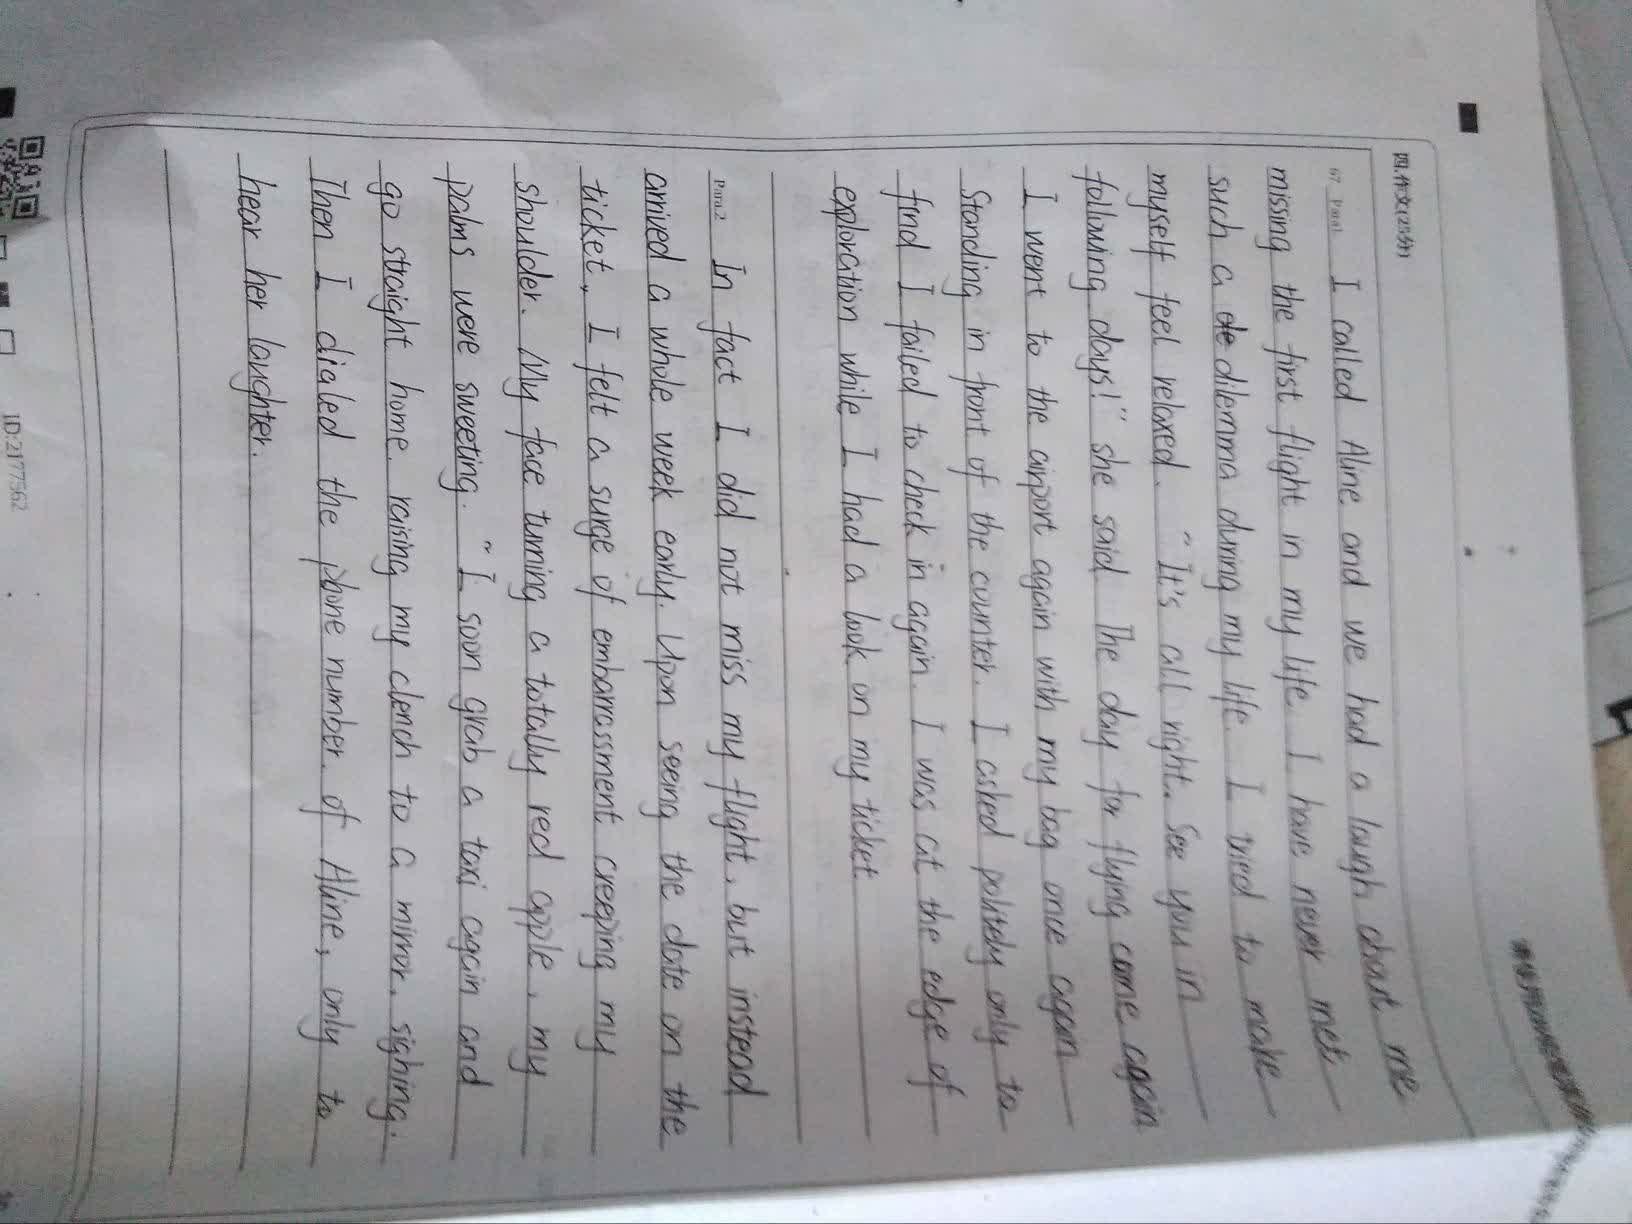 四.作文(25分)
67 Para1 I called Aline and we had a laugh about me
missing the first flight in my life. I have never met
such a de dilemma during my life. I tried to make
myself feel relaxed. "It's all right. See you in
following days!" she said The day for flying come again
I went to the airport again with my bag once again
Standing in front of the counter. I asked politely only to
find I failed to check in again. I was at the edge of
exploration while I had a look on my ticket
Para2 In fact I did not miss my flight, but instead
arrived a whole week early. Upon seeing the date on the
ticket, I felt a surge of embarrassment creeping my
shoulder. My face turning a totally red apple, my
palms were sweeting. "I soon grab a taxi again and
go straight home. raising my clench to a mirror, sighing.
Then I dialed the phone number of Aline, only to
hear her laughter.
ID:2177562